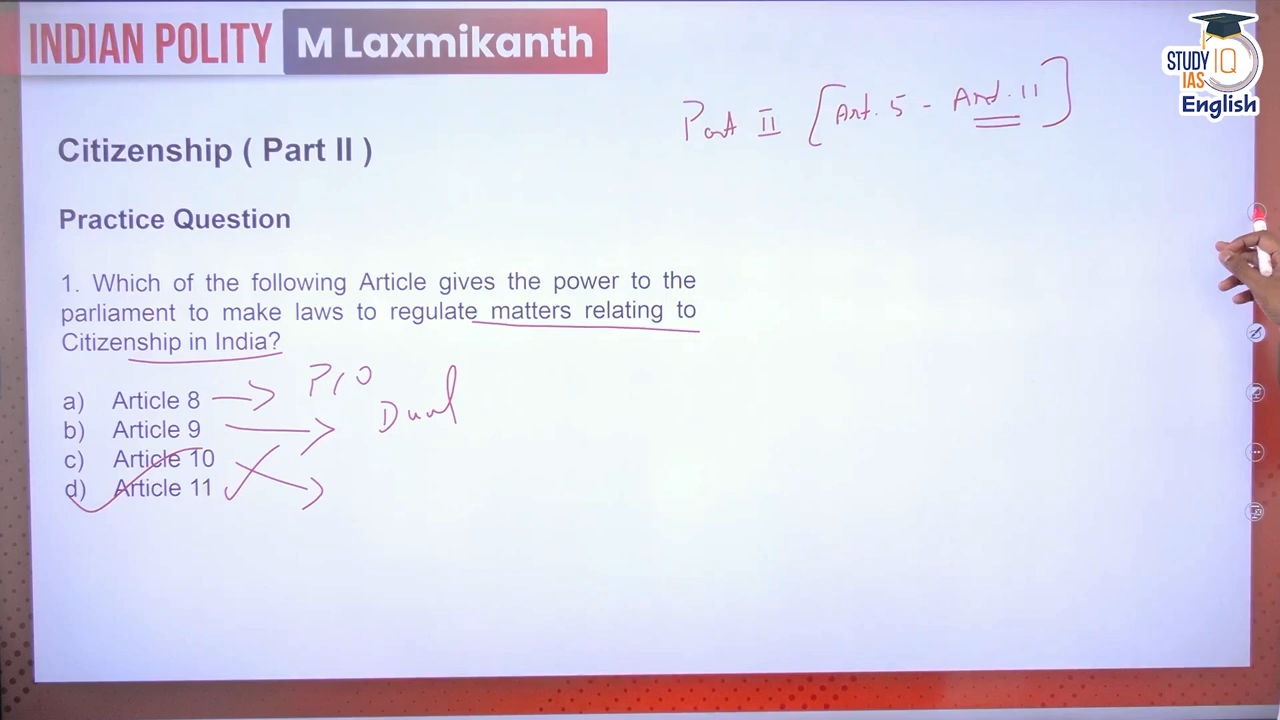 INDIAN POLITY M Laxmikanth
STUDY IQ
IAS
English
Part II [Art. 5 - Art. 11]
Citizenship ( Part II )
Practice Question
1. Which of the following Article gives the power to the
parliament to make laws to regulate matters relating to
Citizenship in India?
a) Article 8 → PIO
b) Article 9 → Dual
c) Article 10
d) Article 11